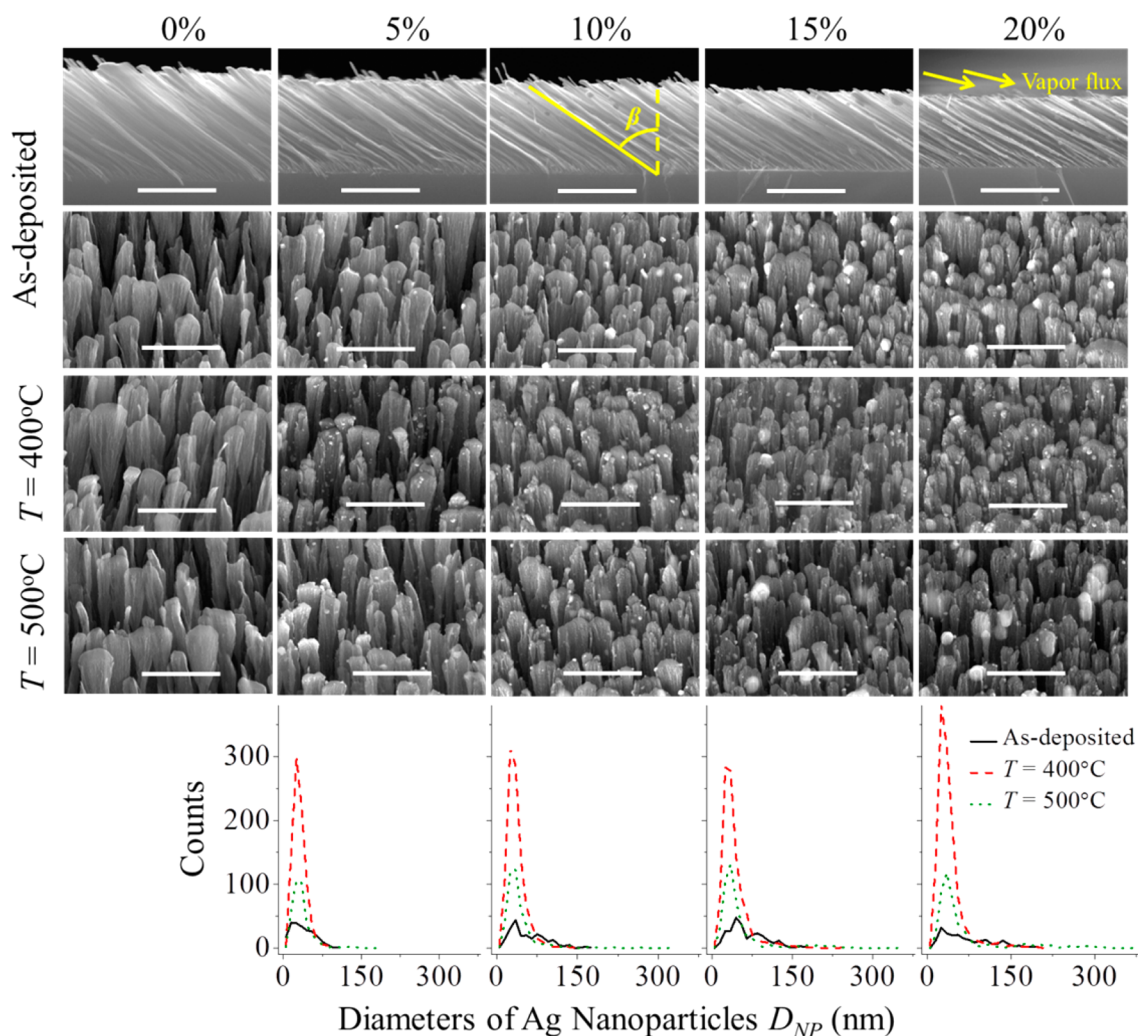 0% 5% 10% 15% 20%
As-deposited
β
Vapor flux
T = 400°C
T = 500°C
Counts
300
200
100
0
As-deposited
T = 400°C
T = 500°C
0 150 300 0 150 300 0 150 300 0 150 300
Diameters of Ag Nanoparticles D_NP (nm)